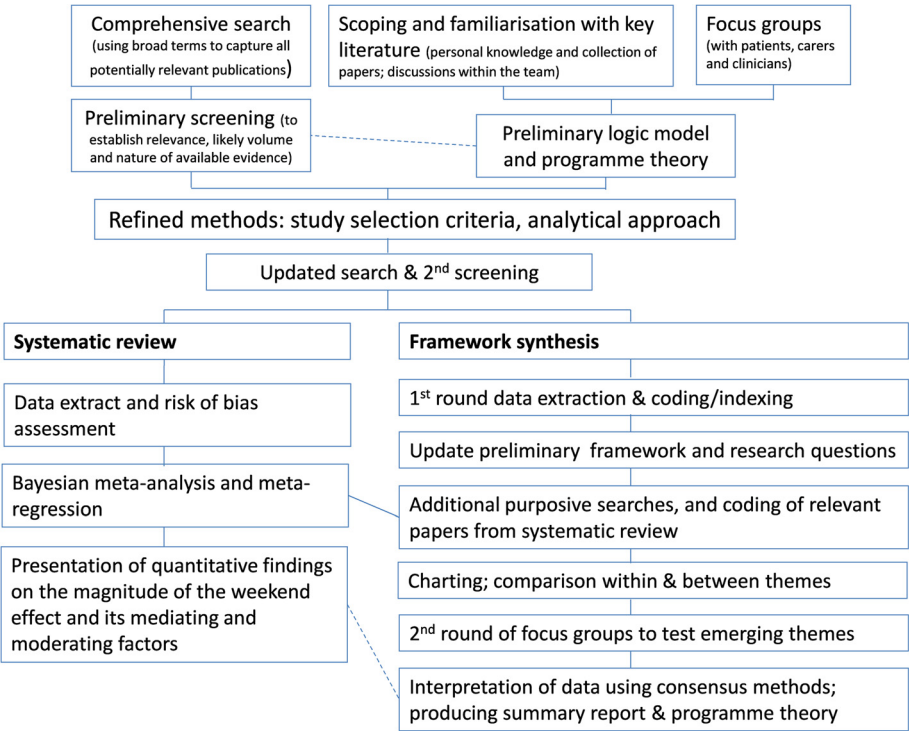 Comprehensive search
(using broad terms to capture all
potentially relevant publications)
Scoping and familiarisation with key
literature (personal knowledge and collection of
papers; discussions within the team)
Focus groups
(with patients, carers
and clinicians)
Preliminary screening (to
establish relevance, likely volume
and nature of available evidence)
Preliminary logic model
and programme theory
Refined methods: study selection criteria, analytical approach
Updated search & 2nd screening
Systematic review
Data extract and risk of bias
assessment
Bayesian meta-analysis and meta-
regression
Presentation of quantitative findings
on the magnitude of the weekend
effect and its mediating and
moderating factors
Framework synthesis
1st round data extraction & coding/indexing
Update preliminary framework and research questions
Additional purposive searches, and coding of relevant
papers from systematic review
Charting; comparison within & between themes
2nd round of focus groups to test emerging themes
Interpretation of data using consensus methods;
producing summary report & programme theory